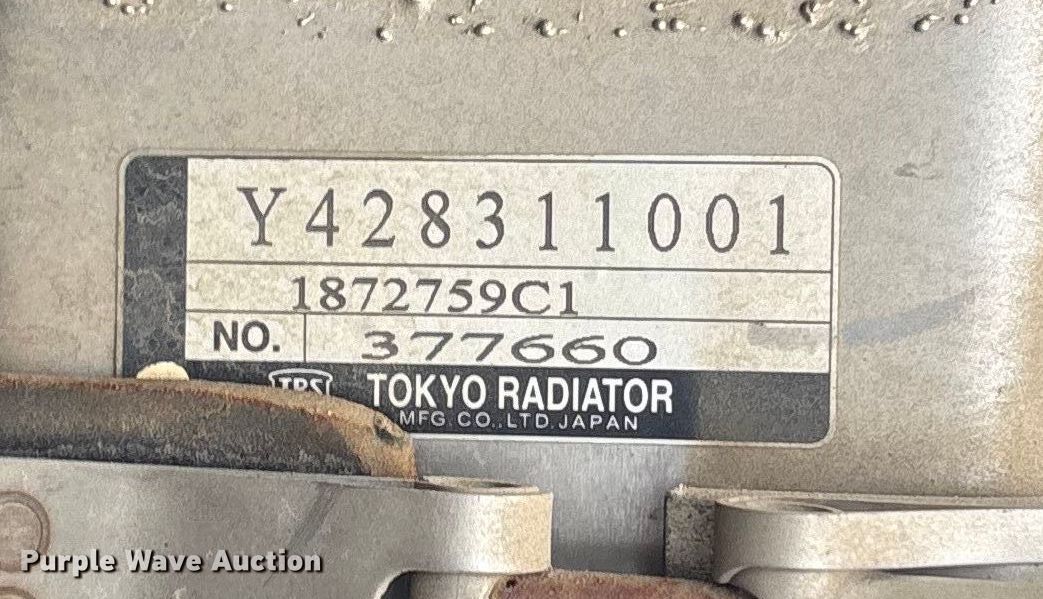 Y428311001
1872759C1
NO. 377660
TRS TOKYO RADIATOR
MFG. CO., LTD. JAPAN
Purple Wave Auction